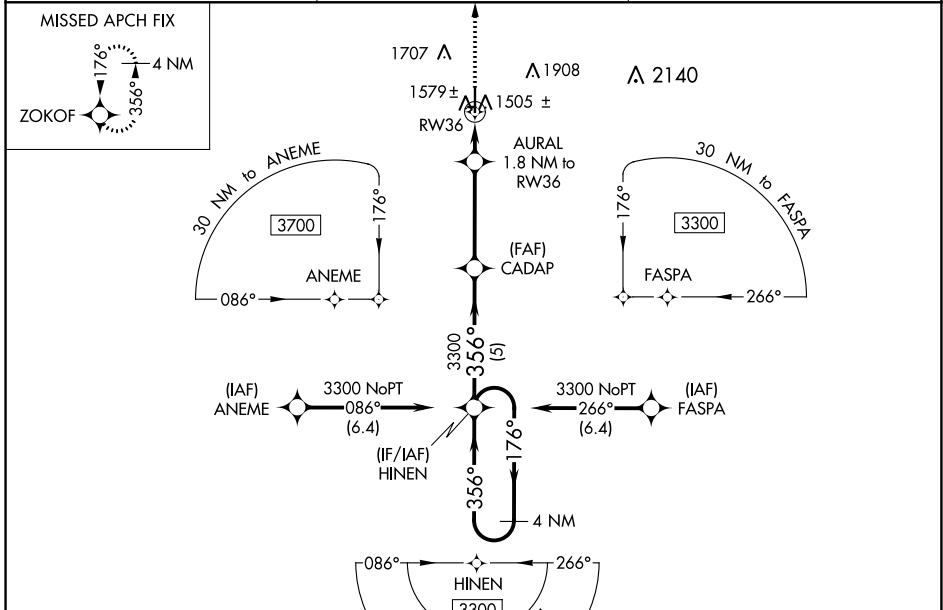 MISSED APCH FIX
176°
4 NM
356°
ZOKOF
1707
1908
2140
1579 ±
1505 ±
RW36
AURAL
1.8 NM to
RW36
30 NM to ANEME
3700
176°
ANEME
086°
(FAF)
CADAP
30 NM to FASPA
176°
3300
FASPA
266°
3300
356°
(5)
(IAF)
ANEME
3300 NoPT
086°
(6.4)
3300 NoPT
266°
(6.4)
(IAF)
FASPA
(IF/IAF)
HINEN
176°
356°
4 NM
086°
266°
HINEN
3300